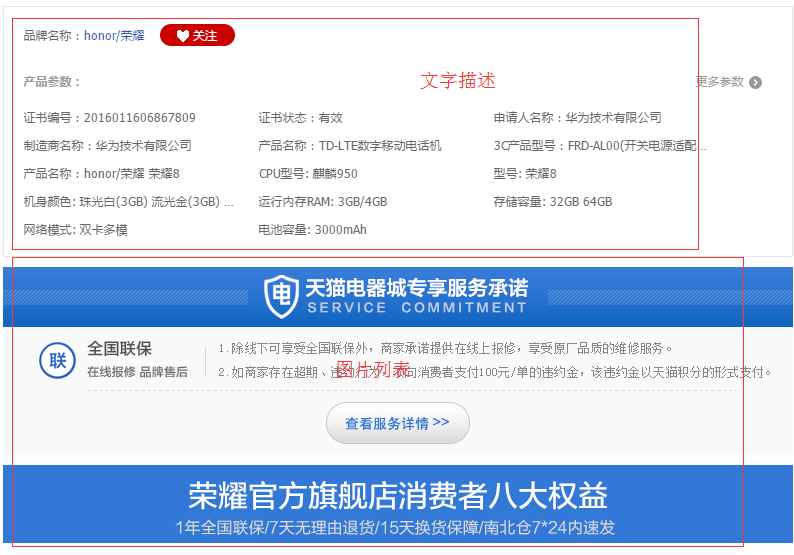 品牌名称：honor/荣耀 关注
产品参数： 文字描述 更多参数
证书编号：2016011606867809 证书状态：有效 申请人名称：华为技术有限公司
制造商名称：华为技术有限公司 产品名称：TD-LTE数字移动电话机 3C产品型号：FRD-AL00(开关电源适配...
产品名称：honor/荣耀 荣耀8 CPU型号: 麒麟950 型号: 荣耀8
机身颜色: 珠光白(3GB) 流光金(3GB) ... 运行内存RAM: 3GB/4GB 存储容量: 32GB 64GB
网络模式: 双卡多模 电池容量: 3000mAh
电 天猫电器城专享服务承诺
SERVICE COMMITMENT
联 全国联保
在线报修 品牌售后
1.除线下可享受全国联保外，商家承诺提供在线上报修，享受原厂品质的维修服务。
图片列表
2.如商家存在超期、违约行为，须向消费者支付100元/单的违约金，该违约金以天猫积分的形式支付。
查看服务详情 >>
荣耀官方旗舰店消费者八大权益
1年全国联保/7天无理由退货/15天换货保障/南北仓7*24内速发